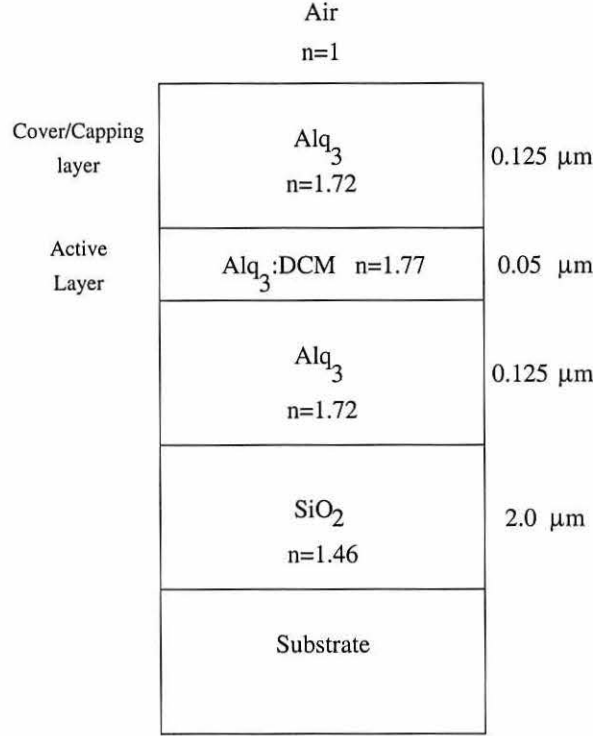 Air
n=1
Cover/Capping
layer
Alq3
n=1.72
0.125 µm
Active
Layer
Alq3:DCM n=1.77
0.05 µm
Alq3
n=1.72
0.125 µm
SiO2
n=1.46
2.0 µm
Substrate